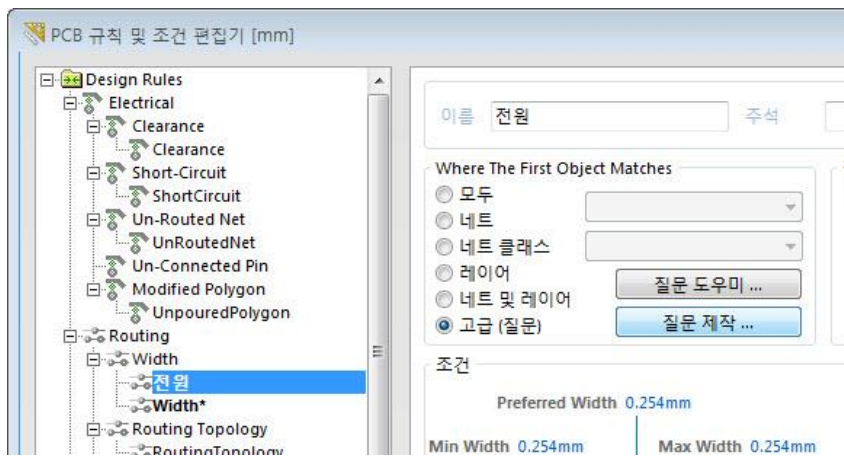 PCB 규칙 및 조건 편집기 [mm]
Design Rules
Electrical
Clearance
Clearance
Short-Circuit
ShortCircuit
Un-Routed Net
UnRoutedNet
Un-Connected Pin
Modified Polygon
UnpouredPolygon
Routing
Width
전원
Width*
Routing Topology
RoutingTopology
이름 전원 주석
Where The First Object Matches
모두
네트
네트 클래스
레이어
네트 및 레이어
고급 (질문)
질문 도우미 ...
질문 제작 ...
조건
Preferred Width 0.254mm
Min Width 0.254mm Max Width 0.254mm